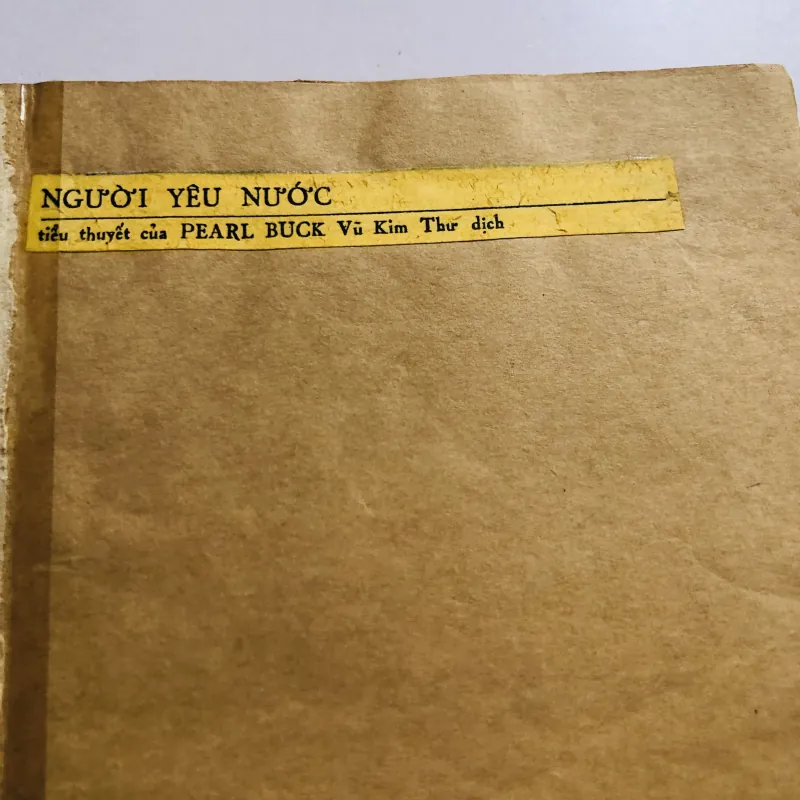 NGƯỜI YÊU NƯỚC
tiểu thuyết của PEARL BUCK Vũ Kim Thư dịch